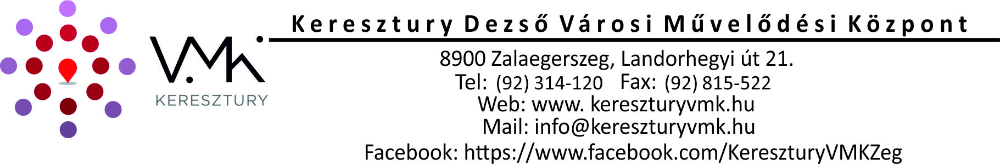 VMK
KERESZTURY
Keresztury Dezső Városi Művelődési Központ
8900 Zalaegerszeg, Landorhegyi út 21.
Tel: (92) 314-120 Fax: (92) 815-522
Web: www. kereszturyvmk.hu
Mail: info@kereszturyvmk.hu
Facebook: https://www.facebook.com/KereszturyVMKZeg